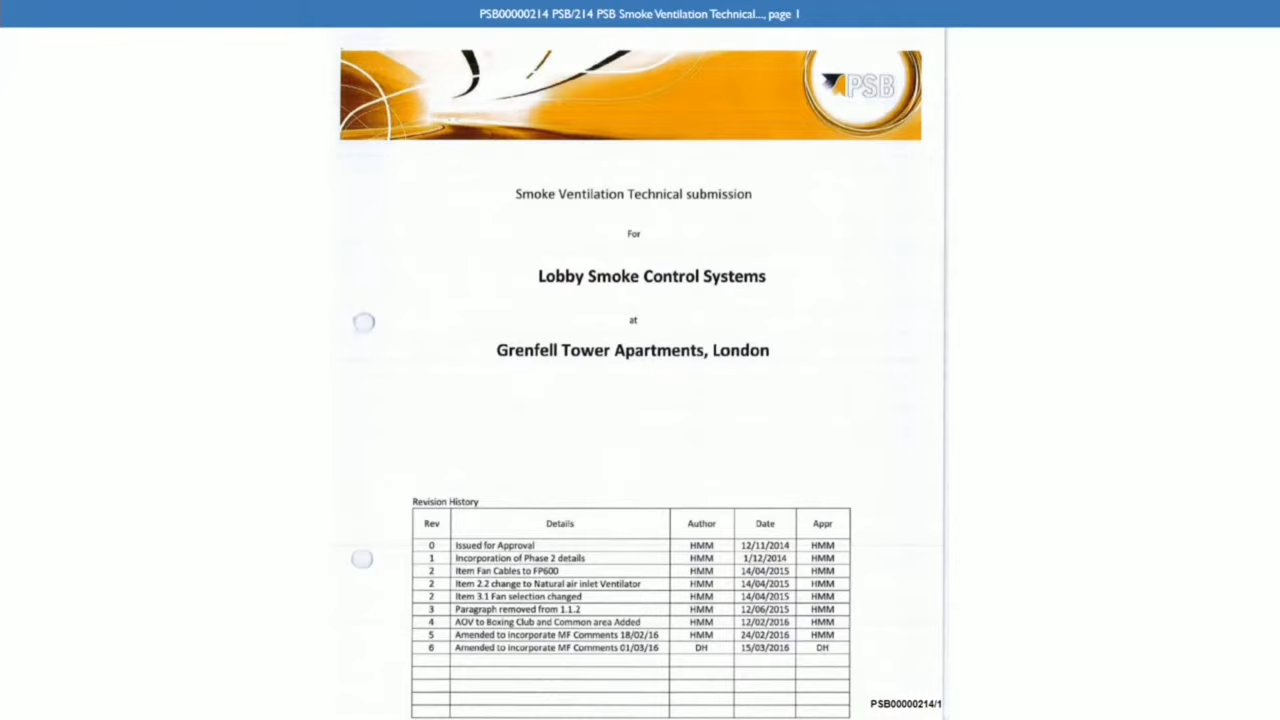 PSB00000214 PSB/214 PSB Smoke Ventilation Technical..., page 1
PSB
Smoke Ventilation Technical submission
For
Lobby Smoke Control Systems
at
Grenfell Tower Apartments, London
Revision History
Rev Details Author Date Appr
0 Issued for Approval HMM 12/11/2014 HMM
1 Incorporation of Phase 2 details HMM 1/12/2014 HMM
2 Item Fan Cables to FP600 HMM 14/04/2015 HMM
2 Item 2.2 change to Natural air inlet Ventilator HMM 14/04/2015 HMM
2 Item 3.1 Fan selection changed HMM 14/04/2015 HMM
3 Paragraph removed from 1.1.2 HMM 12/06/2015 HMM
4 AOV to Boxing Club and Common area Added HMM 12/02/2016 HMM
5 Amended to incorporate MF Comments 18/02/16 HMM 24/02/2016 HMM
6 Amended to incorporate MF Comments 01/03/16 DH 15/03/2016 DH
PSB00000214/1